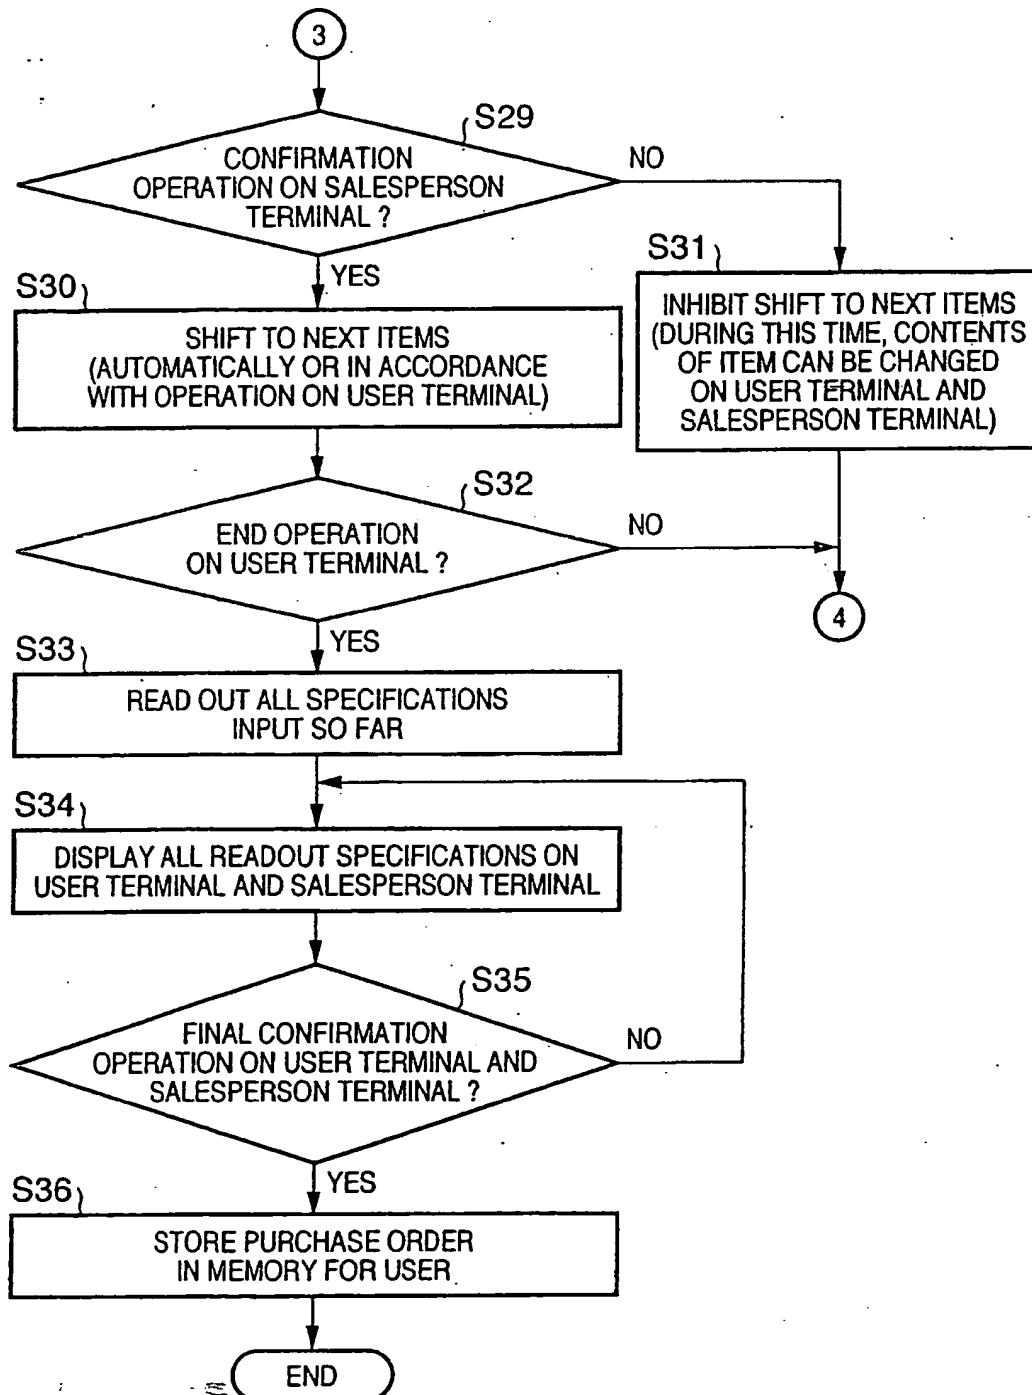 3
S29
CONFIRMATION
OPERATION ON SALESPERSON
TERMINAL ?
NO
YES
S30
SHIFT TO NEXT ITEMS
(AUTOMATICALLY OR IN ACCORDANCE
WITH OPERATION ON USER TERMINAL)
S31
INHIBIT SHIFT TO NEXT ITEMS
(DURING THIS TIME, CONTENTS
OF ITEM CAN BE CHANGED
ON USER TERMINAL AND
SALESPERSON TERMINAL)
S32
END OPERATION
ON USER TERMINAL ?
NO
4
YES
S33
READ OUT ALL SPECIFICATIONS
INPUT SO FAR
S34
DISPLAY ALL READOUT SPECIFICATIONS ON
USER TERMINAL AND SALESPERSON TERMINAL
S35
FINAL CONFIRMATION
OPERATION ON USER TERMINAL AND
SALESPERSON TERMINAL ?
NO
YES
S36
STORE PURCHASE ORDER
IN MEMORY FOR USER
END